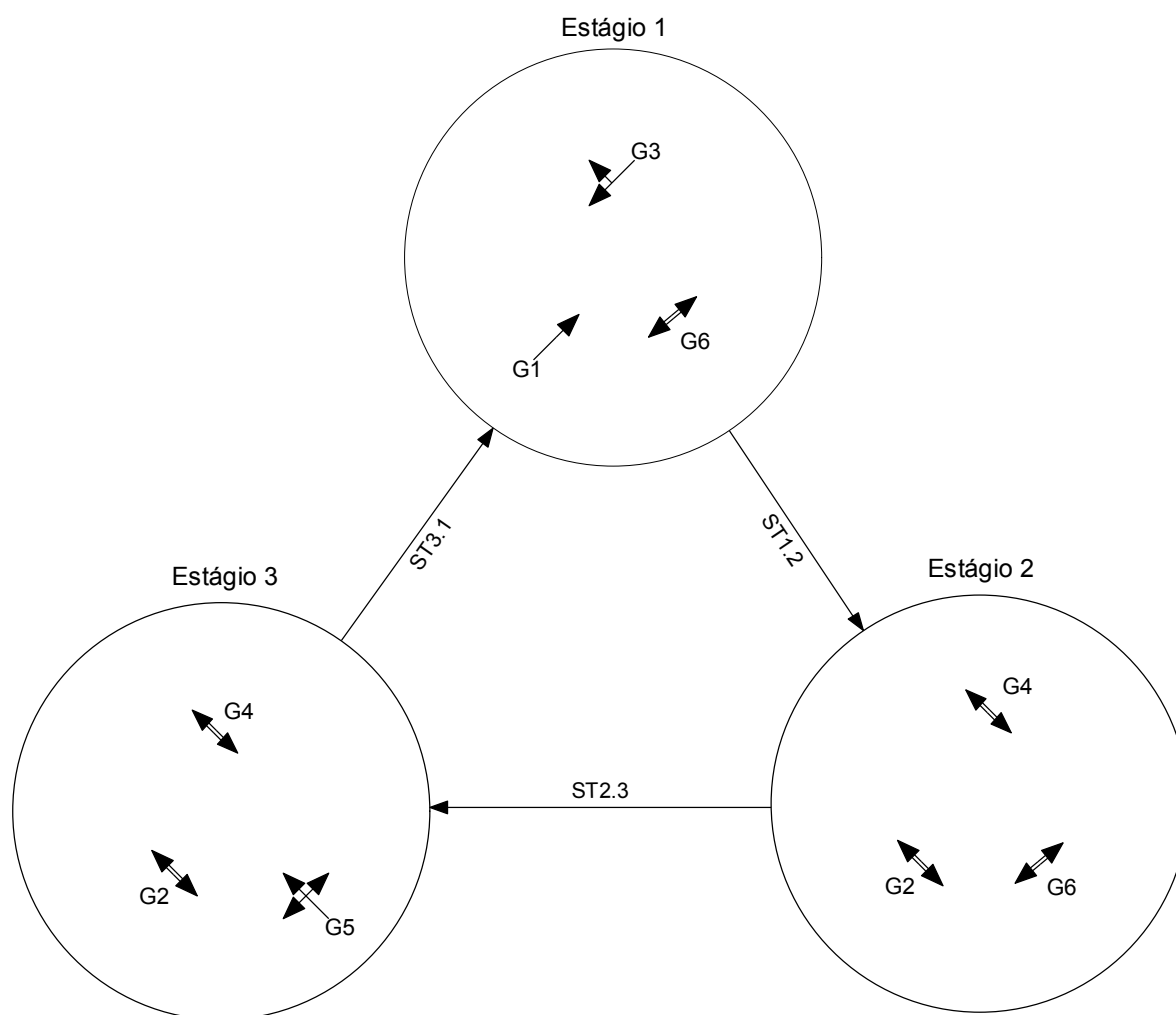 Estágio 1
G3
G1
G6
ST3.1
ST1.2
Estágio 3
Estágio 2
G4
G2
G5
ST2.3
G4
G2
G6